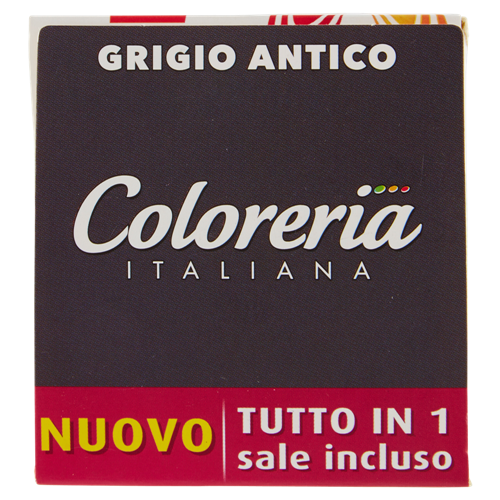 GRIGIO ANTICO
Coloreria
ITALIANA
NUOVO
TUTTO IN 1
sale incluso